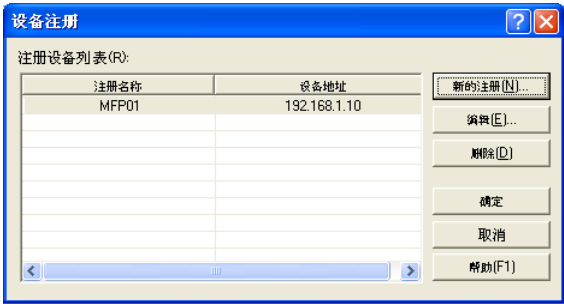 设备注册
注册设备列表(R):
注册名称 设备地址
MFP01 192.168.1.10
新的注册[N]...
编辑[E]...
删除[D]
确定
取消
帮助(F1)